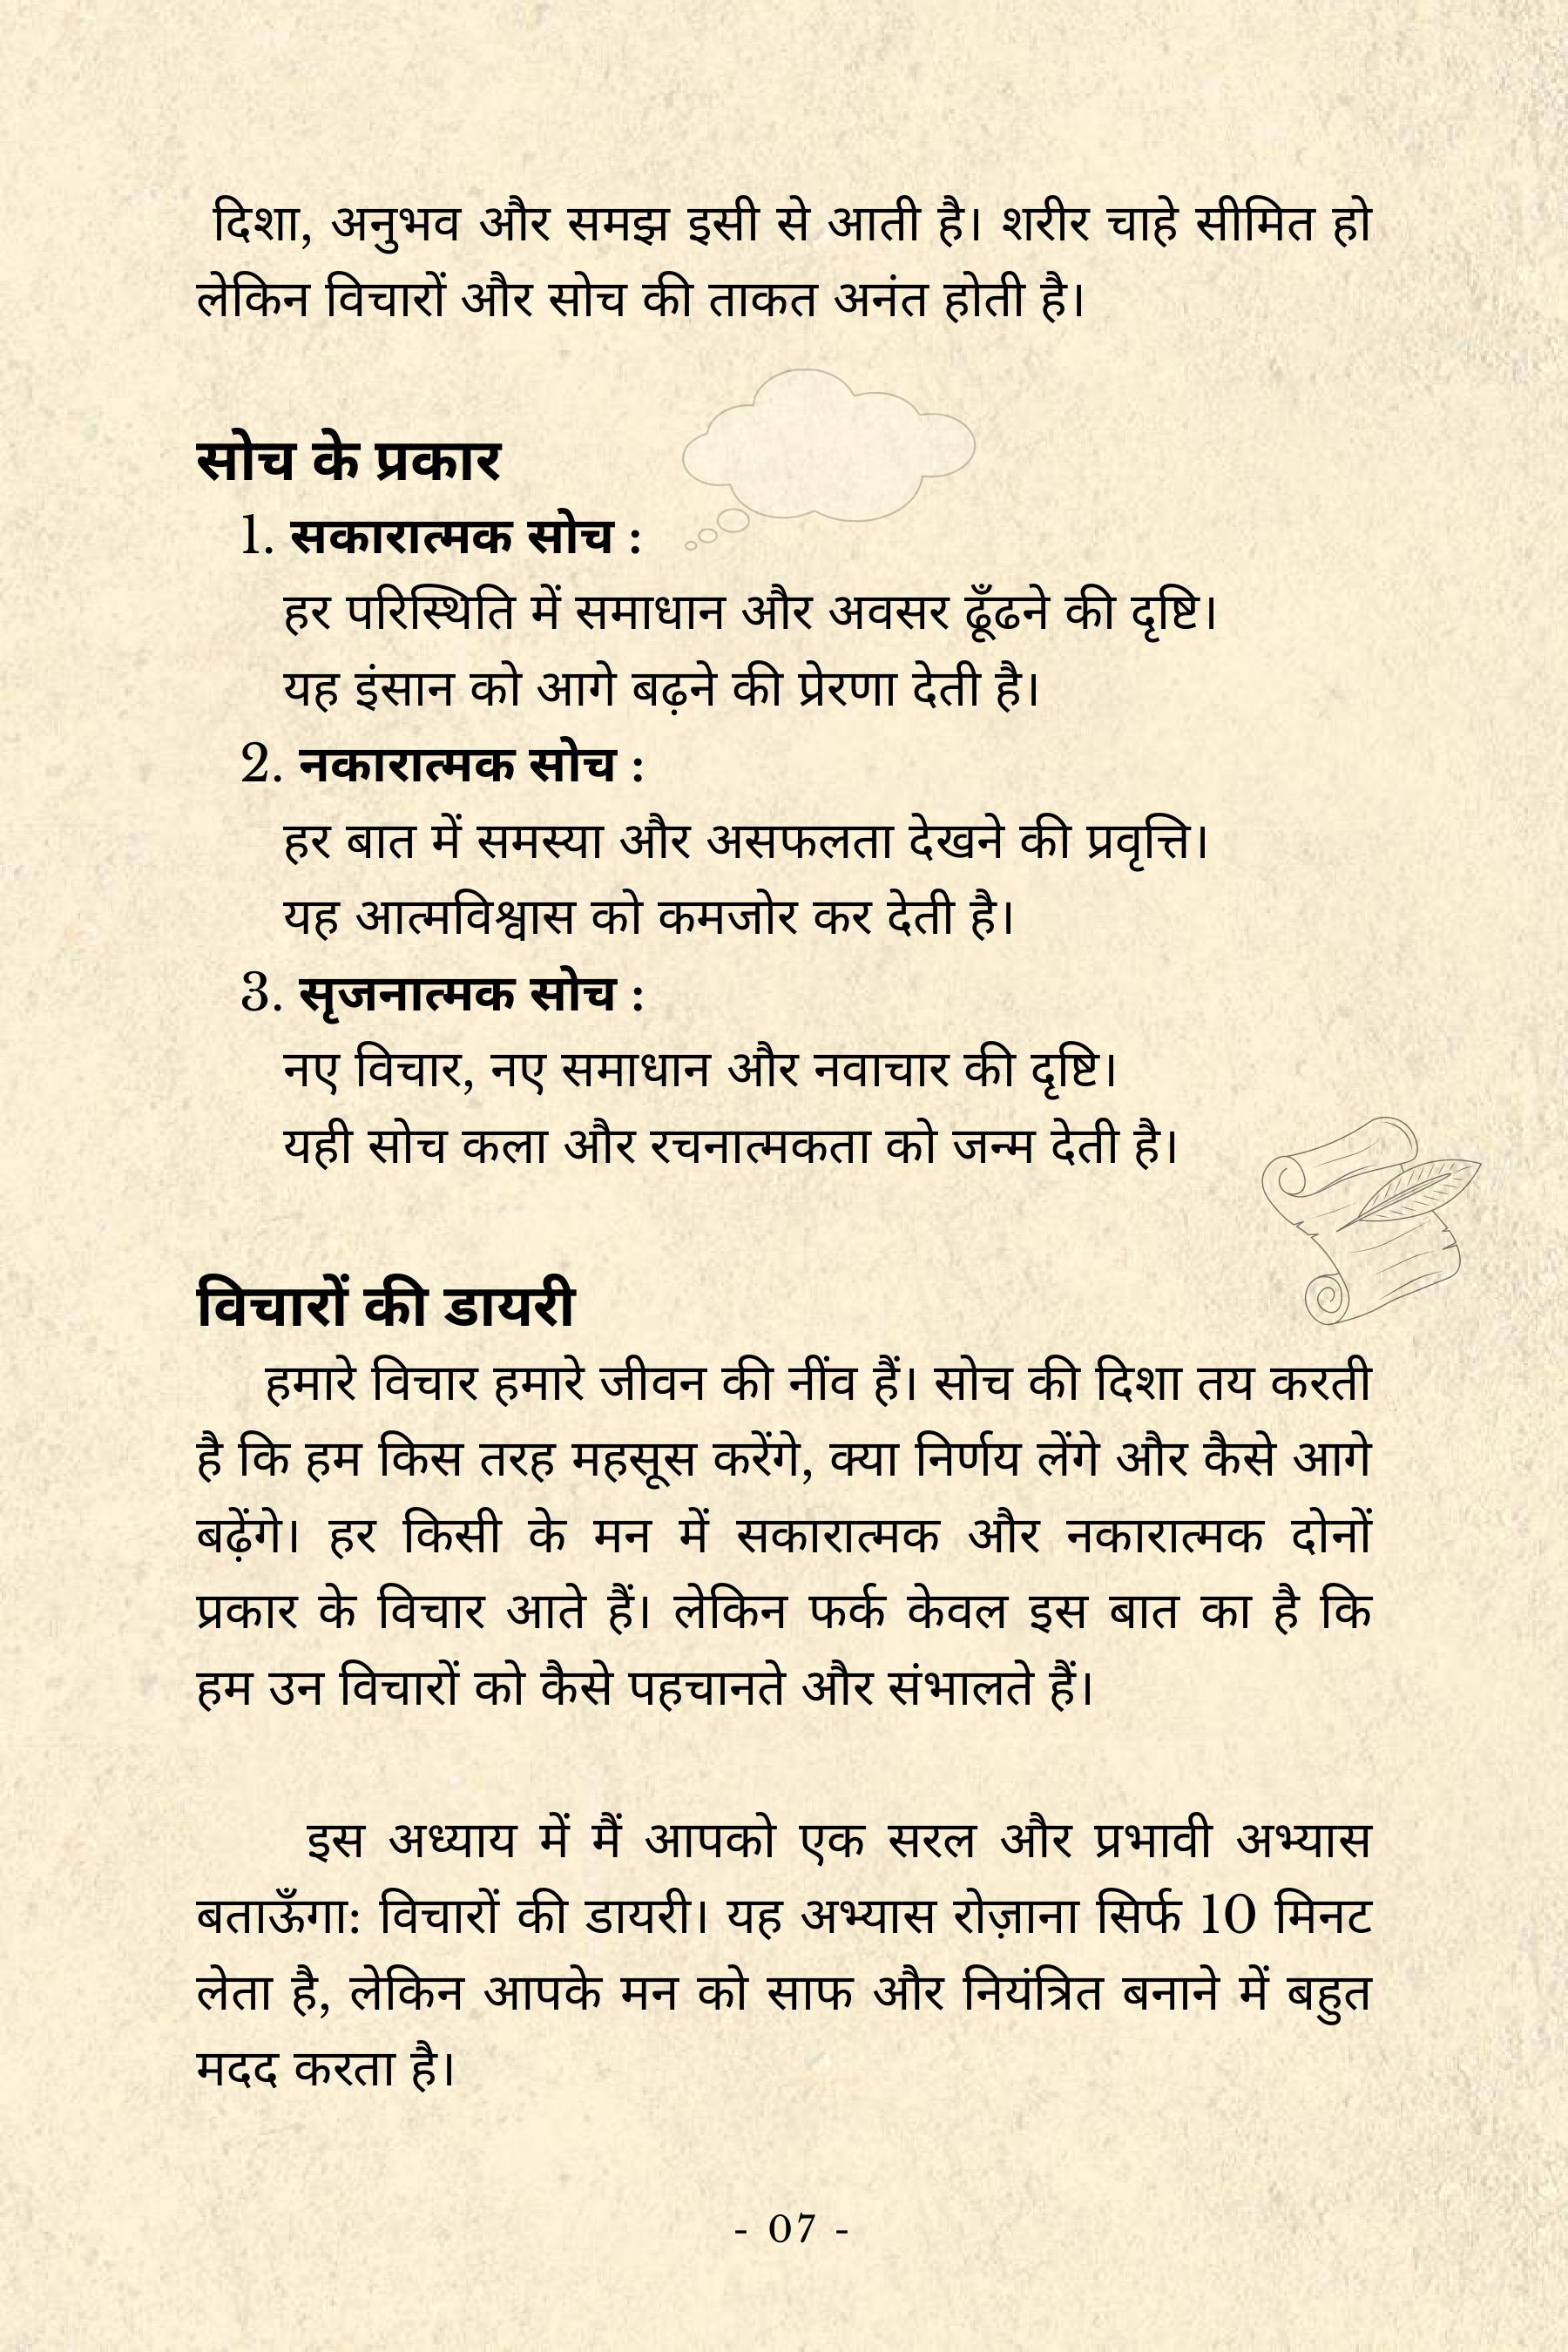 दिशा, अनुभव और समझ इसी से आती है। शरीर चाहे सीमित हो
लेकिन विचारों और सोच की ताकत अनंत होती है।
सोच के प्रकार
1. सकारात्मक सोच :
हर परिस्थिति में समाधान और अवसर ढूँढने की दृष्टि।
यह इंसान को आगे बढ़ने की प्रेरणा देती है।
2. नकारात्मक सोच :
हर बात में समस्या और असफलता देखने की प्रवृत्ति।
यह आत्मविश्वास को कमजोर कर देती है।
3. सृजनात्मक सोच :
नए विचार, नए समाधान और नवाचार की दृष्टि।
यही सोच कला और रचनात्मकता को जन्म देती है।
विचारों की डायरी
हमारे विचार हमारे जीवन की नींव हैं। सोच की दिशा तय करती
है कि हम किस तरह महसूस करेंगे, क्या निर्णय लेंगे और कैसे आगे
बढ़ेंगे। हर किसी के मन में सकारात्मक और नकारात्मक दोनों
प्रकार के विचार आते हैं। लेकिन फर्क केवल इस बात का है कि
हम उन विचारों को कैसे पहचानते और संभालते हैं।
इस अध्याय में मैं आपको एक सरल और प्रभावी अभ्यास
बताऊँगा: विचारों की डायरी। यह अभ्यास रोज़ाना सिर्फ 10 मिनट
लेता है, लेकिन आपके मन को साफ और नियंत्रित बनाने में बहुत
मदद करता है।
- 07 -